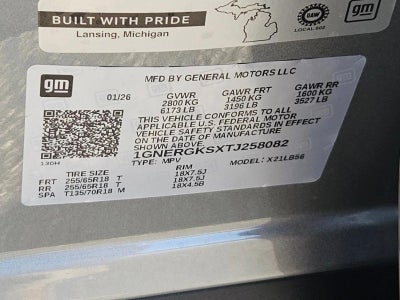 BUILT WITH PRIDE
Lansing, Michigan
UAW
LOCAL 602
gm
gm
MFD BY GENERAL MOTORS LLC
01/26 GVWR GAWR FRT GAWR RR
2800 KG 1450 KG 1600 KG
6173 LB 3196 LB 3527 LB
THIS VEHICLE CONFORMS TO ALL
APPLICABLE U.S. FEDERAL MOTOR
VEHICLE SAFETY STANDARDS IN EFFECT
ON THE DATE OF MANUFACTURE
SHOWN ABOVE.
1GNERGKSXTJ258082
130H TYPE: MPV MODEL: X21LB56
TIRE SIZE RIM
FRT 255/65R18 T 18X7.5J
RR 255/65R18 T 18X7.5J
SPA T135/70R18 M 18X4.5B